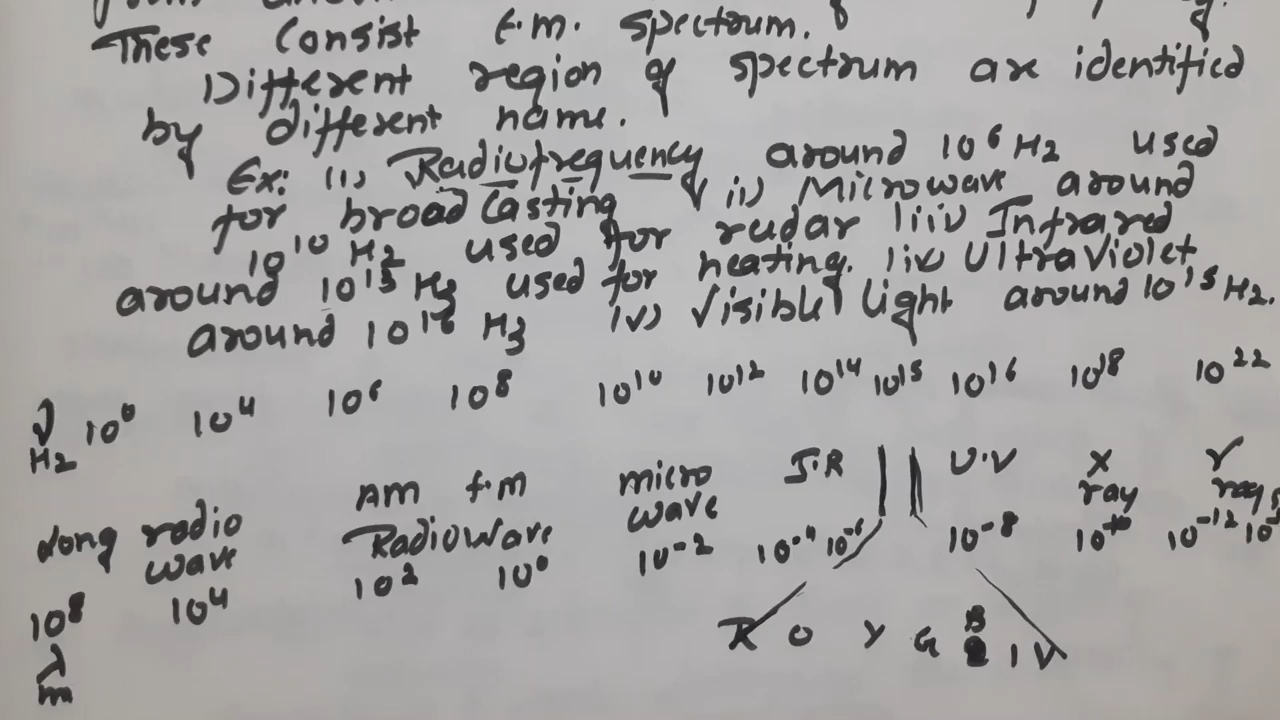 These Consist E.m. spectrum.
Different region of spectrum are identified
by different name.
Ex: (i) Radiofrequency around 10⁶ Hz used
for broad casting ii) Microwave around
10¹⁰ Hz used for radar (iii) Infrared
around 10¹³ Hz used for heating. (iv) Ultraviolet
around 10¹⁶ Hz (v) Visible light around 10¹⁵ Hz.
ν 10⁰ 10⁴ 10⁶ 10⁸ 10¹⁰ 10¹² 10¹⁴ 10¹⁵ 10¹⁶ 10¹⁸ 10²²
Hz
AM f.m micro I.R U.V X γ
long radio Radiowave wave ray rays
wave 10² 10⁰ 10⁻² 10⁻⁴ 10⁻⁶ 10⁻⁸ 10⁻¹⁰ 10⁻¹²
10⁸ 10⁴
λ R O Y G B I V
m